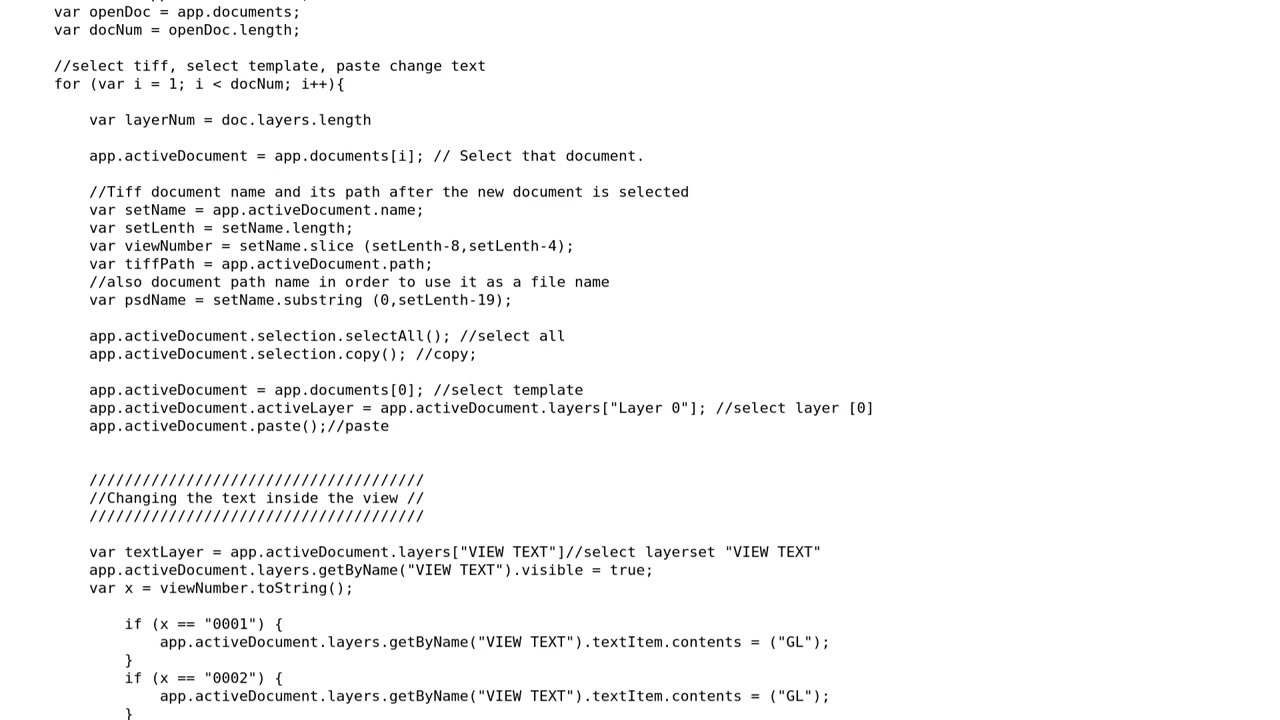 var openDoc = app.documents;
var docNum = openDoc.length;
//select tiff, select template, paste change text
for (var i = 1; i < docNum; i++){
var layerNum = doc.layers.length
app.activeDocument = app.documents[i]; // Select that document.
//Tiff document name and its path after the new document is selected
var setName = app.activeDocument.name;
var setLenth = setName.length;
var viewNumber = setName.slice (setLenth-8,setLenth-4);
var tiffPath = app.activeDocument.path;
//also document path name in order to use it as a file name
var psdName = setName.substring (0,setLenth-19);
app.activeDocument.selection.selectAll(); //select all
app.activeDocument.selection.copy(); //copy;
app.activeDocument = app.documents[0]; //select template
app.activeDocument.activeLayer = app.activeDocument.layers["Layer 0"]; //select layer [0]
app.activeDocument.paste();//paste
//////////////////////////////////////
//Changing the text inside the view //
//////////////////////////////////////
var textLayer = app.activeDocument.layers["VIEW TEXT"]//select layerset "VIEW TEXT"
app.activeDocument.layers.getByName("VIEW TEXT").visible = true;
var x = viewNumber.toString();
if (x == "0001") {
app.activeDocument.layers.getByName("VIEW TEXT").textItem.contents = ("GL");
}
if (x == "0002") {
app.activeDocument.layers.getByName("VIEW TEXT").textItem.contents = ("GL");
}